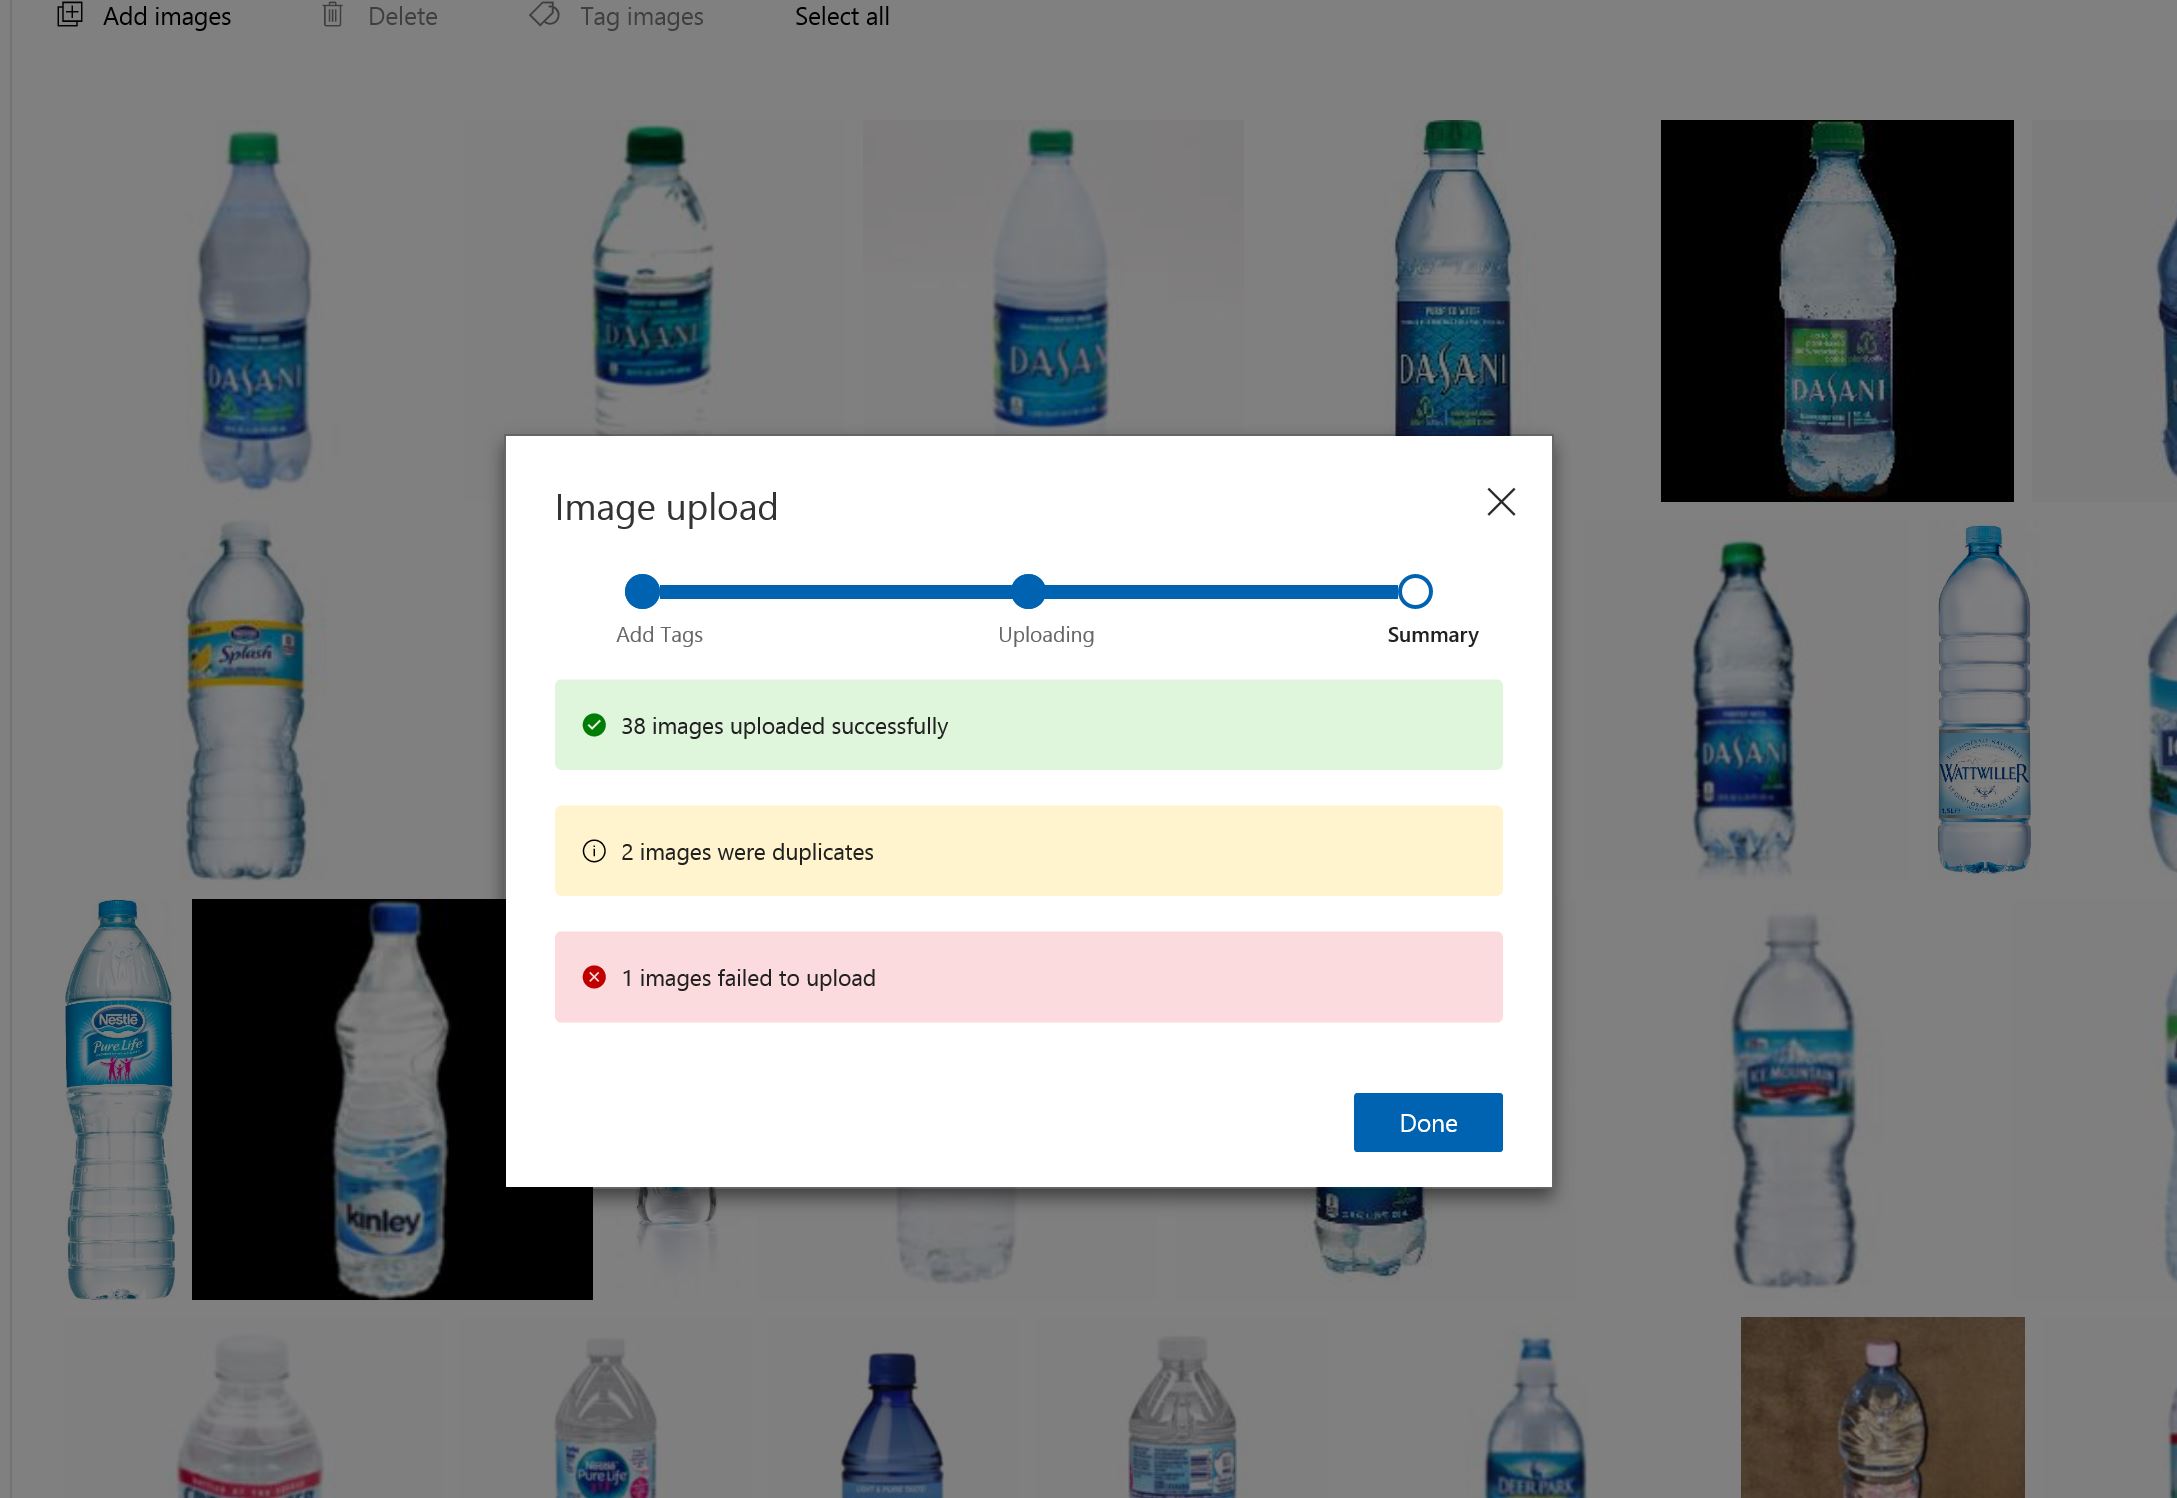 Add images
Delete
Tag images
Select all
DASANI
DASANI
DASANI
DASANI
Image upload
Add Tags
Uploading
Summary
38 images uploaded successfully
2 images were duplicates
1 images failed to upload
Done
Splash
DASANI
WATTWILLER
Nestlé
Pure Life
kinley
ICE MOUNTAIN
Nestlé
Pure Life
DEER PARK